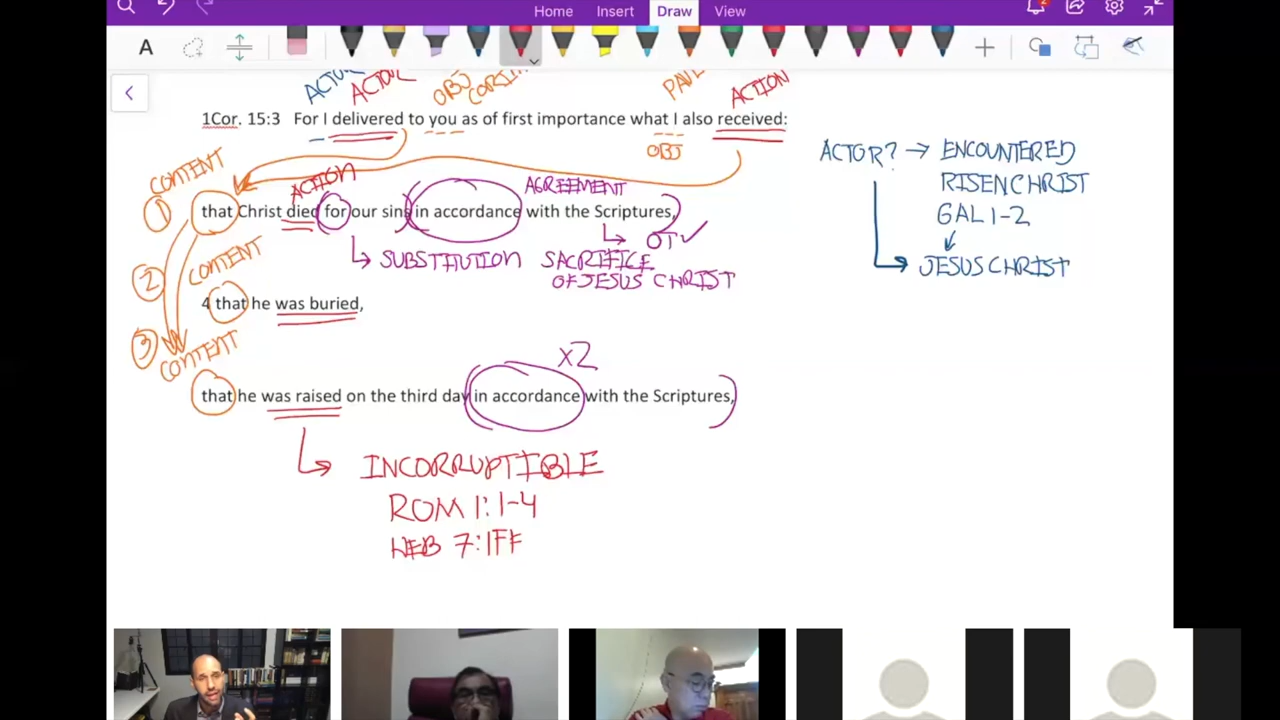 Home Insert Draw View
A
ACTOR ACTOR OBJ PAUL ACTION
1Cor. 15:3 For I delivered to you as of first importance what I also received:
OBJ
CONTENT
ACTION
AGREEMENT
1 that Christ died for our sins (in accordance with the Scriptures,)
OT ✓
SUBSTITUTION SACRIFICE
OF JESUS CHRIST
2 CONTENT
4 that he was buried,
3 CONTENT
x2
that he was raised on the third day (in accordance with the Scriptures,)
INCORRUPTIBLE
ROM 1:1-4
HEB 7:1FF
ACTOR? → ENCOUNTERED
RISEN CHRIST
GAL 1-2
JESUS CHRIST